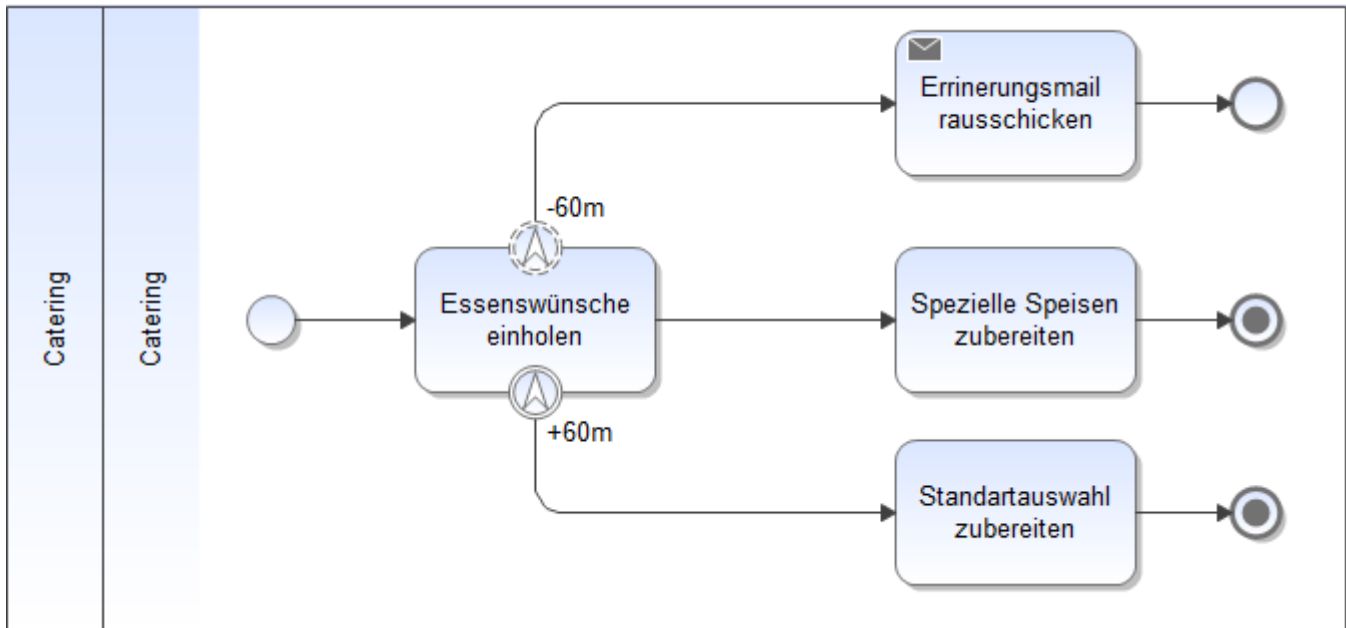 Catering
Catering
Errinerungsmail
rausschicken
-60m
Essenswünsche
einholen
Spezielle Speisen
zubereiten
+60m
Standartauswahl
zubereiten